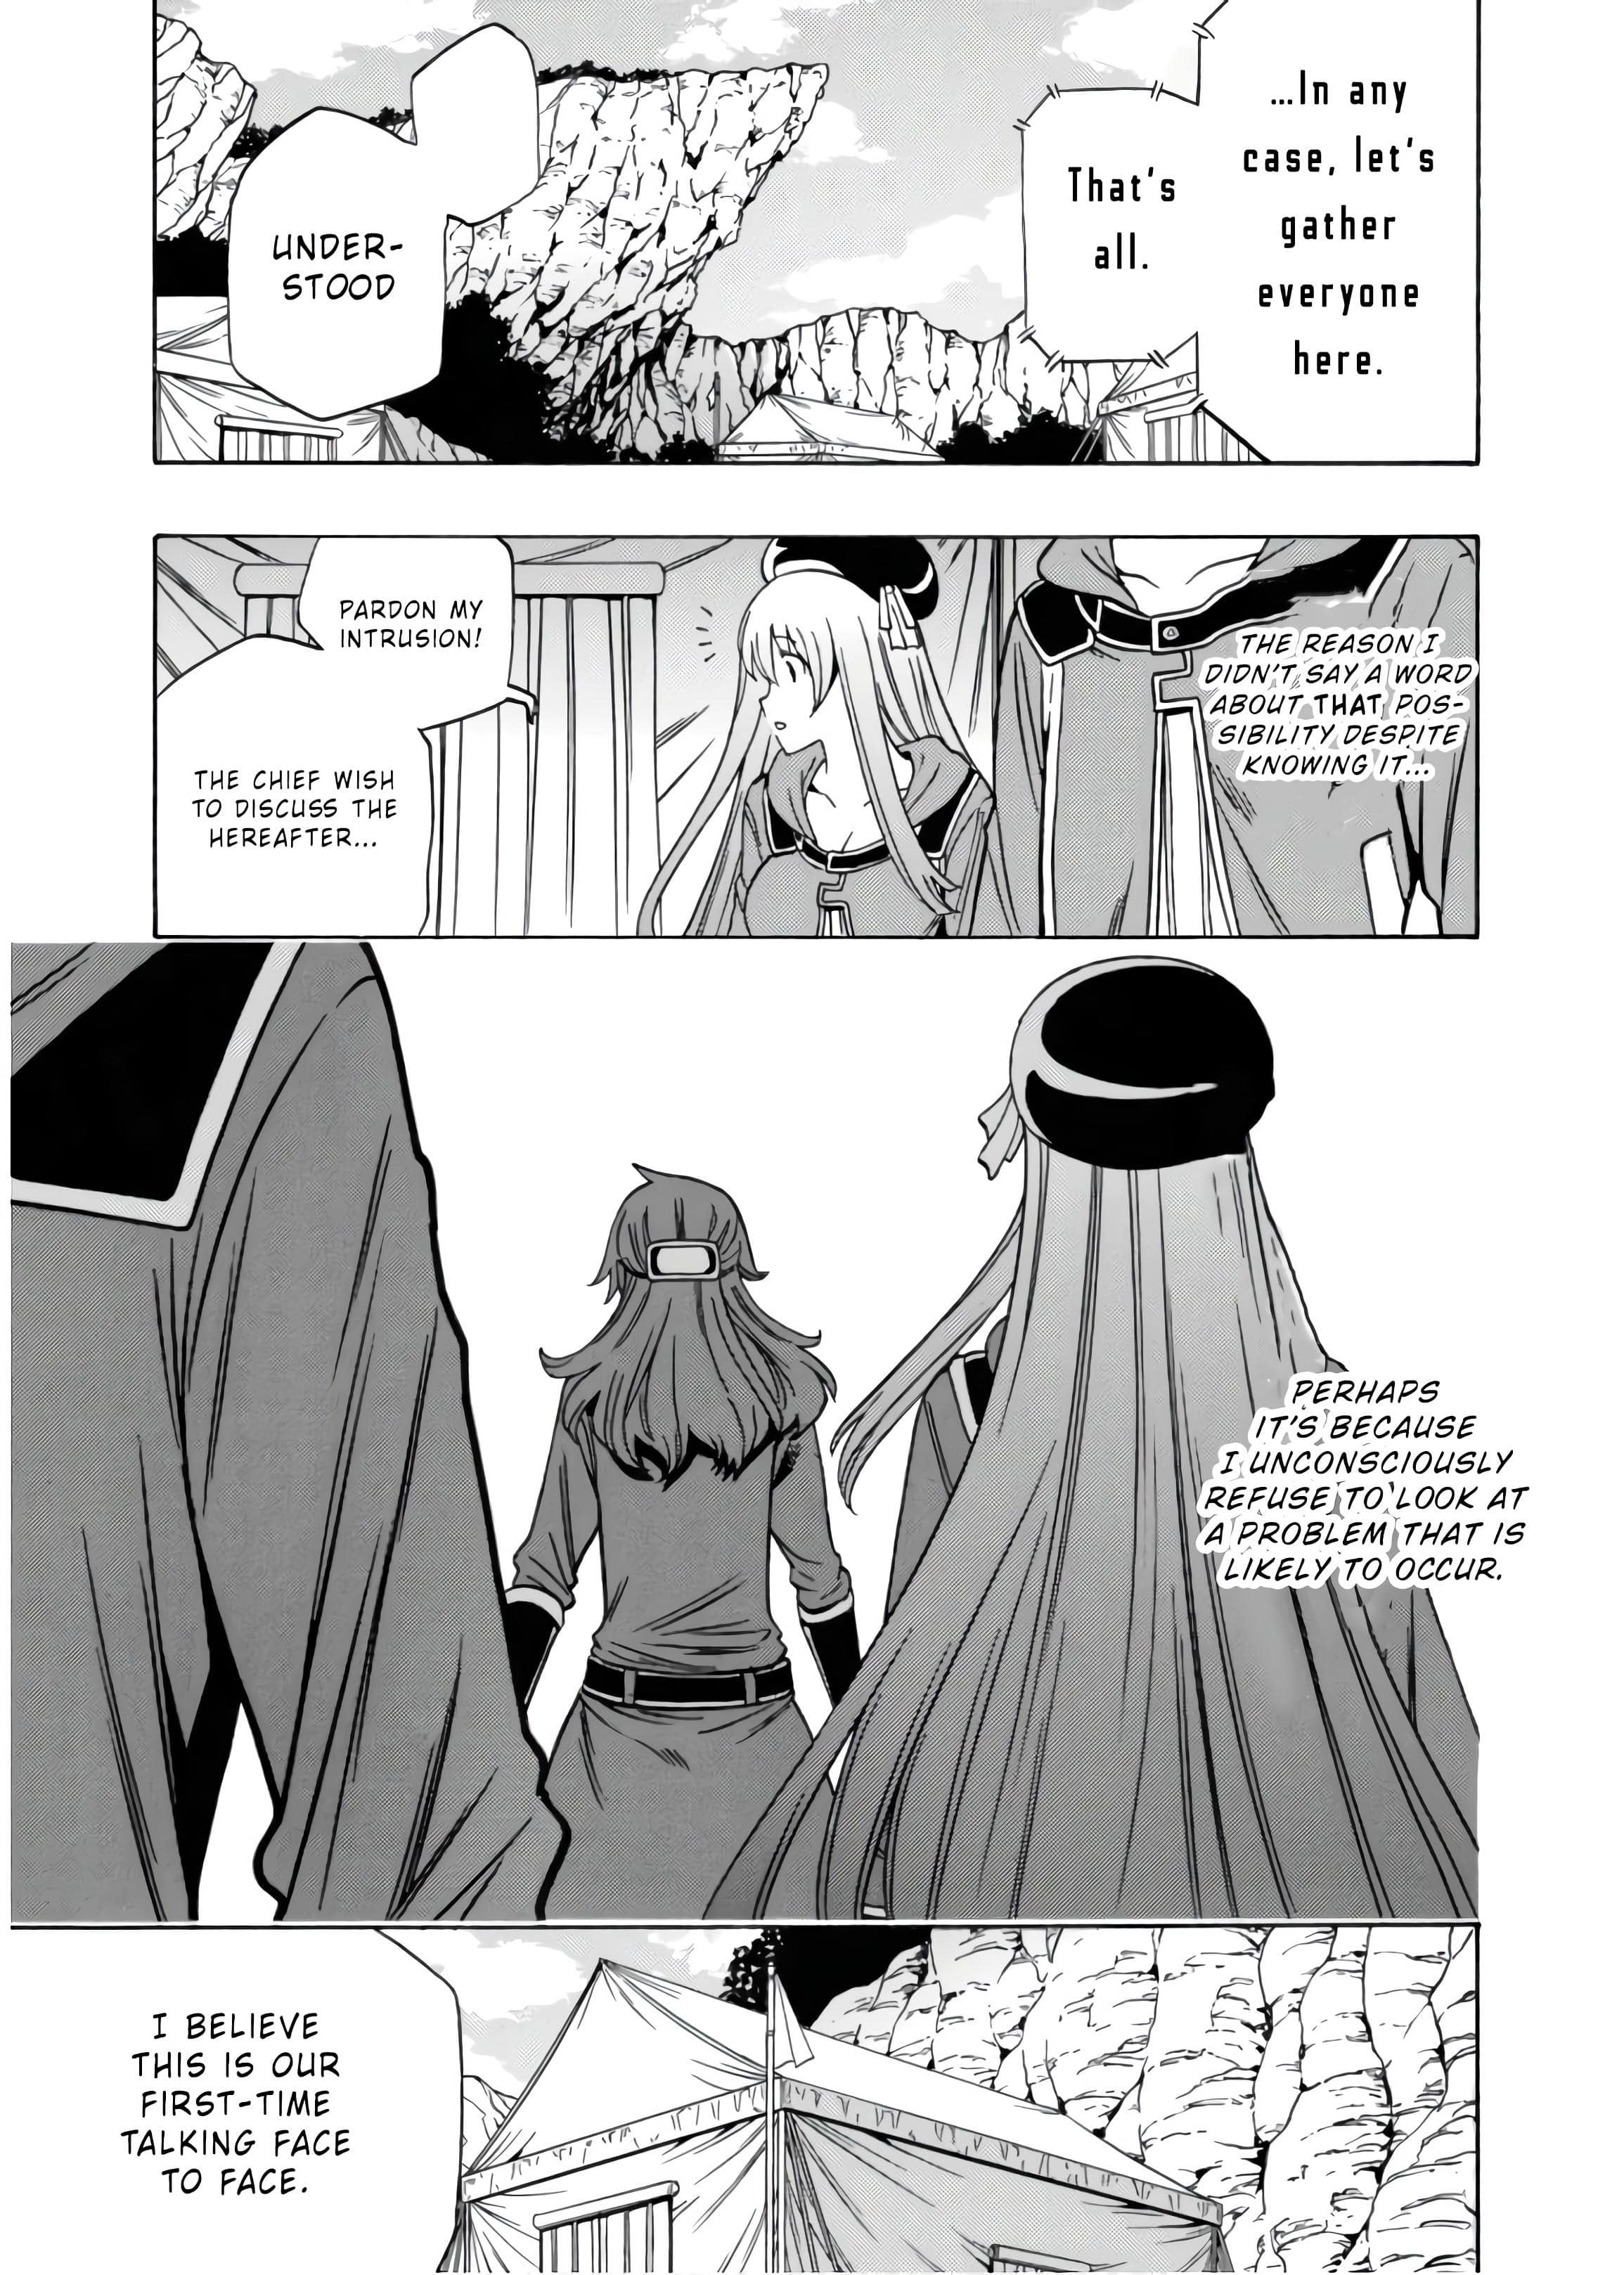 …In any
case, let's
gather
everyone
here.
That's
all.
UNDER-
STOOD
THE REASON I
DIDN'T SAY A WORD
ABOUT THAT POS-
SIBILITY DESPITE
KNOWING IT...
PARDON MY
INTRUSION!
THE CHIEF WISH
TO DISCUSS THE
HEREAFTER...
PERHAPS
IT'S BECAUSE
I UNCONSCIOUSLY
REFUSE TO LOOK AT
A PROBLEM THAT IS
LIKELY TO OCCUR.
I BELIEVE
THIS IS OUR
FIRST-TIME
TALKING FACE
TO FACE.